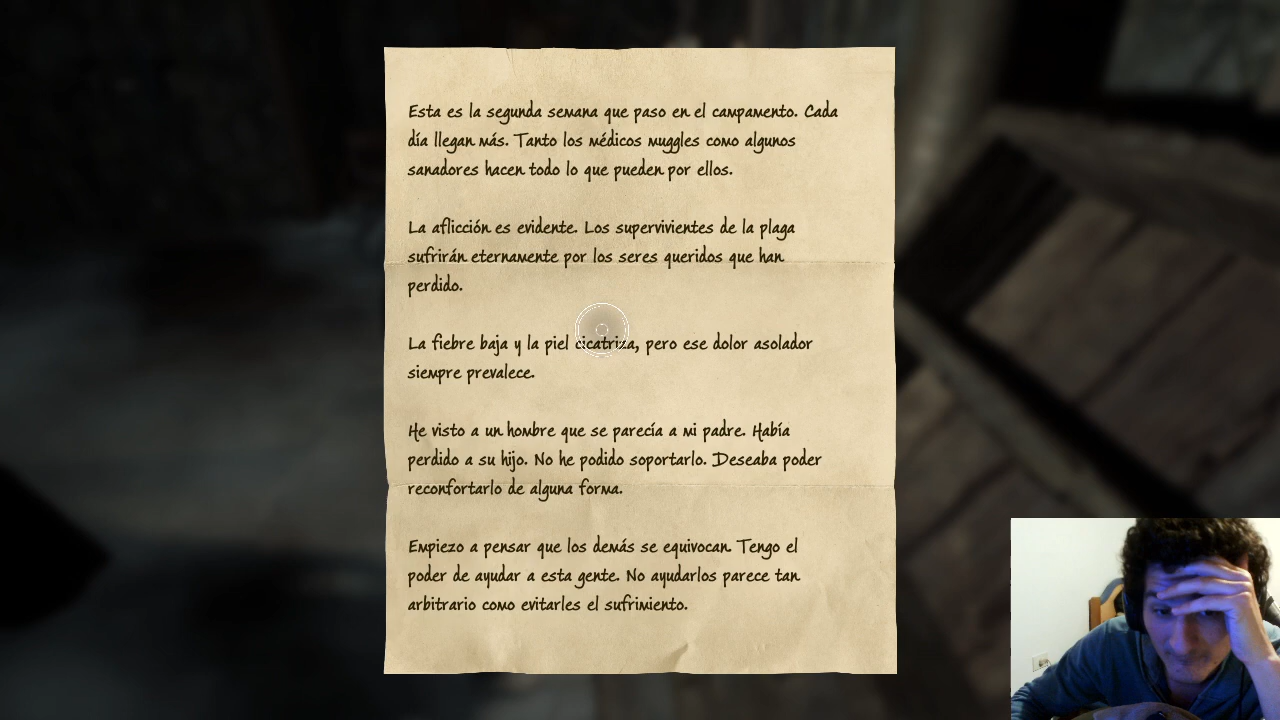 Esta es la segunda semana que paso en el campamento. Cada
día llegan más. Tanto los médicos muggles como algunos
sanadores hacen todo lo que pueden por ellos.
La aflicción es evidente. Los supervivientes de la plaga
sufrirán eternamente por los seres queridos que han
perdido.
La fiebre baja y la piel cicatriza, pero ese dolor asolador
siempre prevalece.
He visto a un hombre que se parecía a mi padre. Había
perdido a su hijo. No he podido soportarlo. Deseaba poder
reconfortarlo de alguna forma.
Empiezo a pensar que los demás se equivocan. Tengo el
poder de ayudar a esta gente. No ayudarlos parece tan
arbitrario como evitarles el sufrimiento.